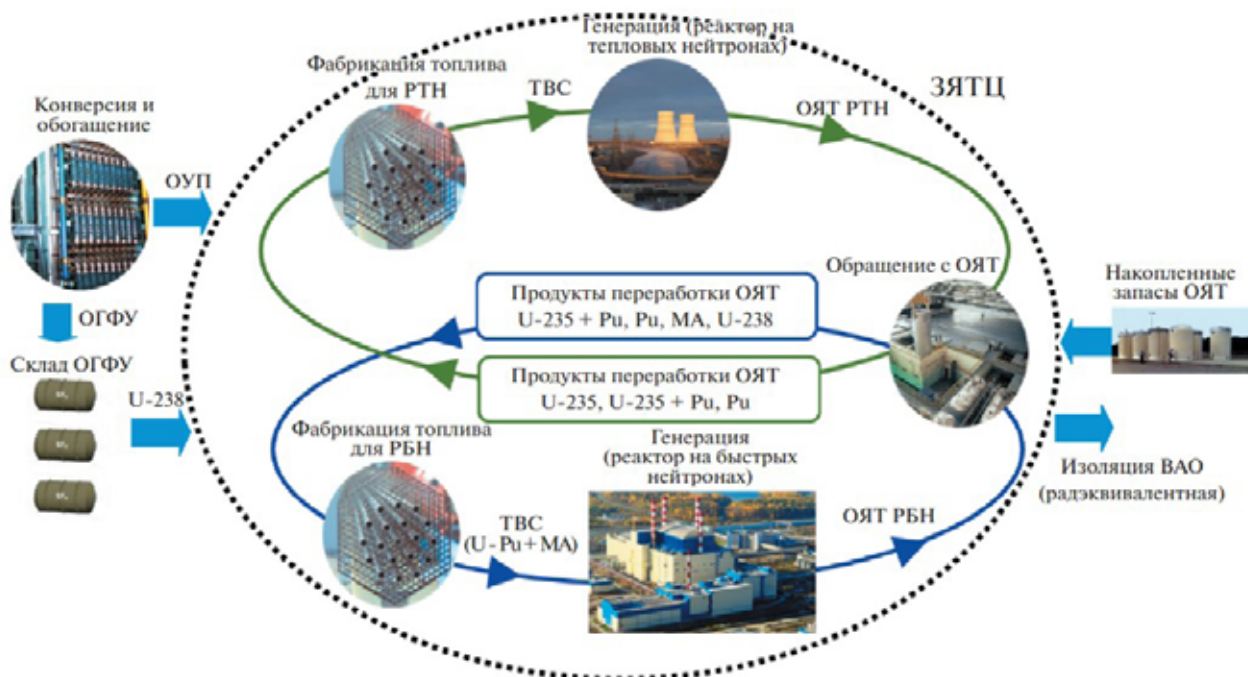 Генерация (реактор на
тепловых нейтронах)
Фабрикация топлива
для РТН
ТВС
ЗЯТЦ
ОЯТ РТН
Конверсия и
обогащение
ОУП
Обращение с ОЯТ
Накопленные
запасы ОЯТ
Продукты переработки ОЯТ
U-235 + Pu, Pu, МА, U-238
ОГФУ
Склад ОГФУ
U-238
Продукты переработки ОЯТ
U-235, U-235 + Pu, Pu
Фабрикация топлива
для РБН
Генерация
(реактор на быстрых
нейтронах)
Изоляция ВАО
(радэквивалентная)
ТВС
(U-Pu+МА)
ОЯТ РБН